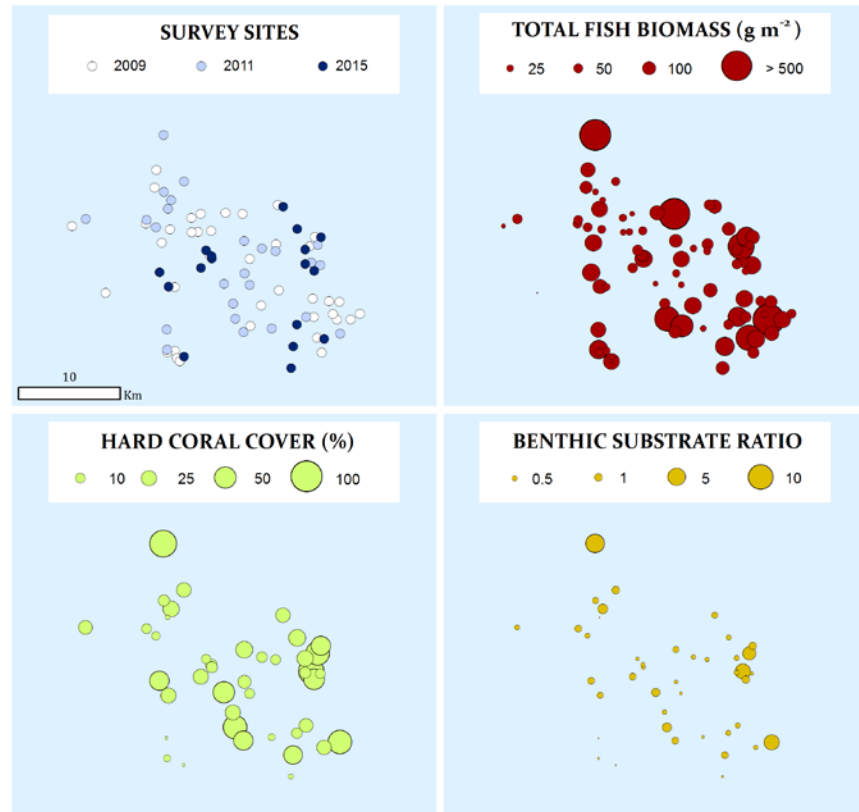 SURVEY SITES
2009 2011 2015
10
Km
TOTAL FISH BIOMASS (g m⁻²)
25 50 100 > 500
HARD CORAL COVER (%)
10 25 50 100
BENTHIC SUBSTRATE RATIO
0.5 1 5 10